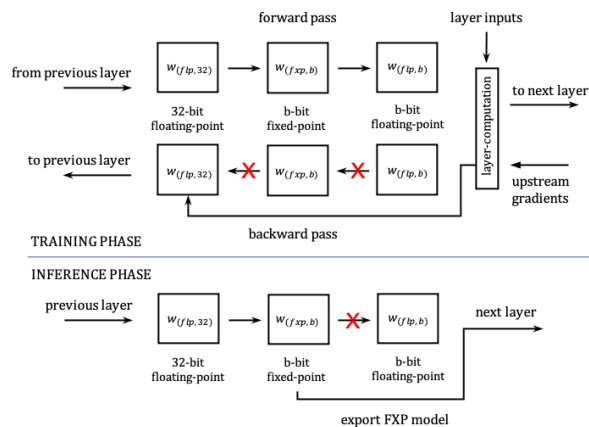 forward pass
layer inputs
from previous layer
w(flp,32)
w(fxp,b)
w(flp,b)
layer-computation
to next layer
32-bit
floating-point
b-bit
fixed-point
b-bit
floating-point
to previous layer
w(flp,32)
w(fxp,b)
w(flp,b)
upstream
gradients
backward pass
TRAINING PHASE
INFERENCE PHASE
previous layer
w(flp,32)
w(fxp,b)
w(flp,b)
next layer
32-bit
floating-point
b-bit
fixed-point
b-bit
floating-point
export FXP model